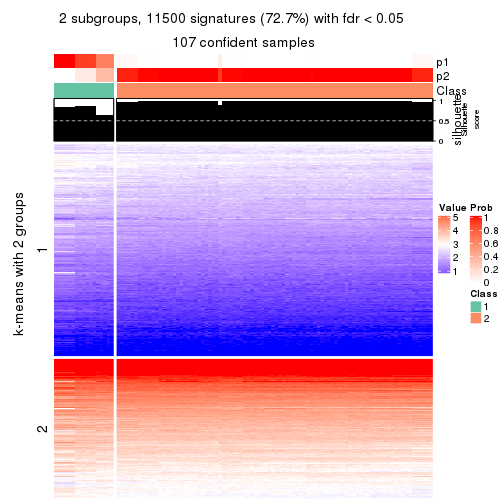 2 subgroups, 11500 signatures (72.7%) with fdr < 0.05
107 confident samples
p1
p2
Class
1
0.5
0
silhouette
Silhouette
score
k-means with 2 groups
1
2
Value
5
4
3
2
1
Prob
1
0.8
0.6
0.4
0.2
0
Class
1
2